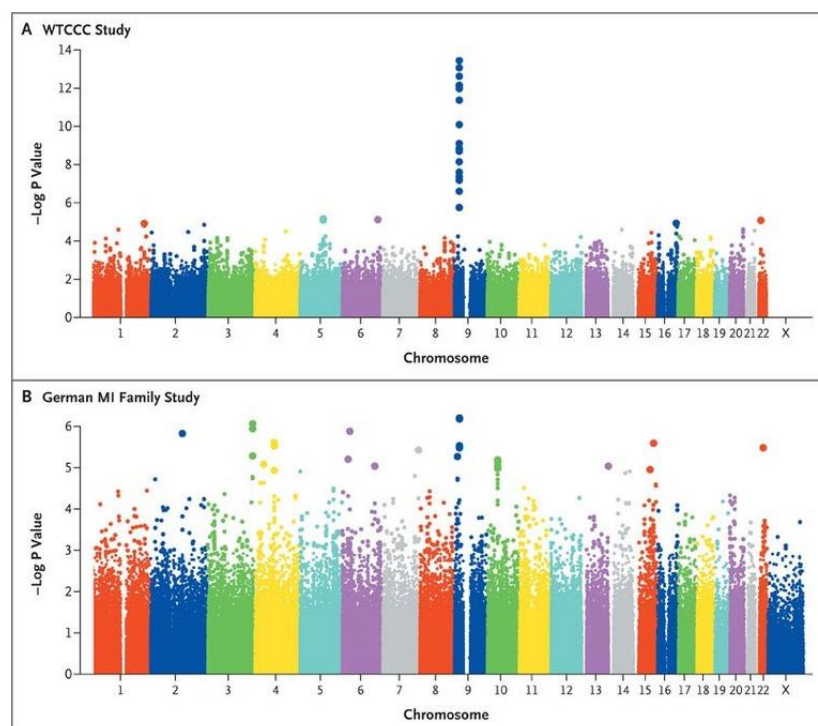 A WTCCC Study
14
12
10
8
6
4
2
0
−Log P Value
1 2 3 4 5 6 7 8 9 10 11 12 13 14 15 16 17 18 19 20 21 22 X
Chromosome
B German MI Family Study
6
5
4
3
2
1
0
−Log P Value
1 2 3 4 5 6 7 8 9 10 11 12 13 14 15 16 17 18 19 20 21 22 X
Chromosome